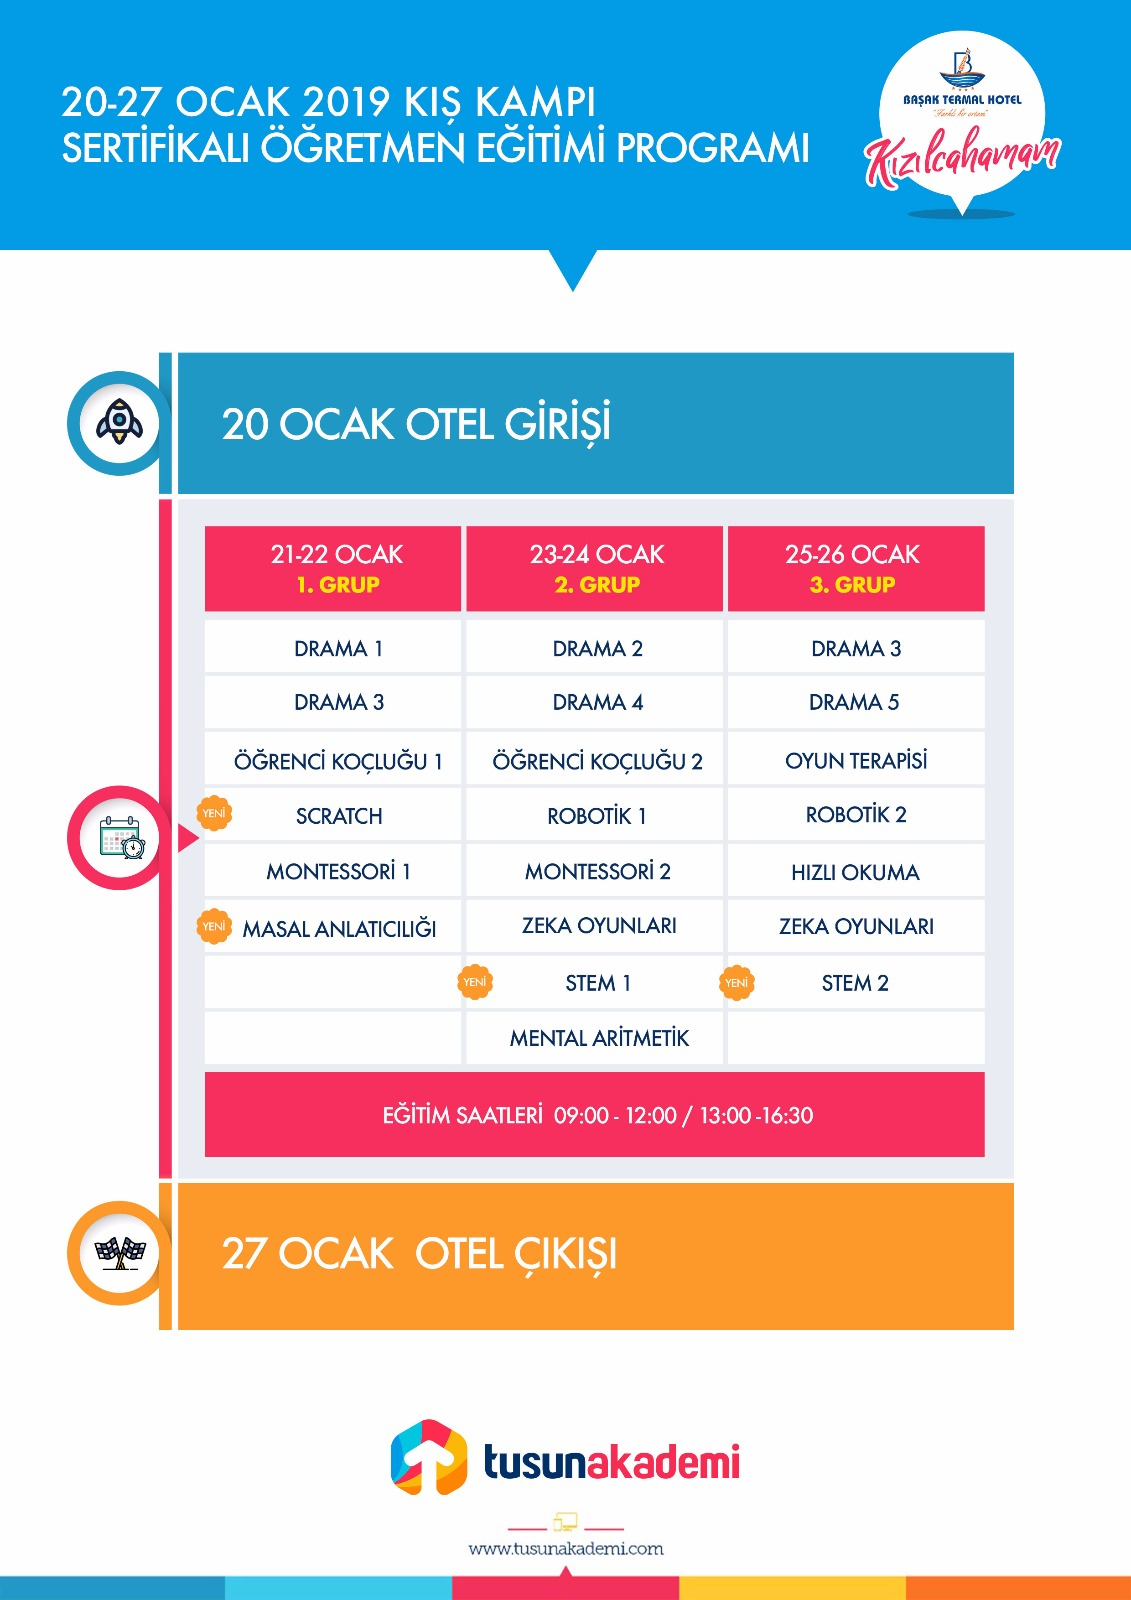 20-27 OCAK 2019 KIŞ KAMPI
SERTİFİKALI ÖĞRETMEN EĞİTİMİ PROGRAMI
BAŞAK TERMAL HOTEL
"Farklı bir ortam"
Kızılcahamam
20 OCAK OTEL GİRİŞİ
21-22 OCAK
1. GRUP
23-24 OCAK
2. GRUP
25-26 OCAK
3. GRUP
DRAMA 1
DRAMA 2
DRAMA 3
DRAMA 3
DRAMA 4
DRAMA 5
ÖĞRENCİ KOÇLUĞU 1
ÖĞRENCİ KOÇLUĞU 2
OYUN TERAPİSİ
YENİ
SCRATCH
ROBOTİK 1
ROBOTİK 2
MONTESSORİ 1
MONTESSORİ 2
HIZLI OKUMA
YENİ
MASAL ANLATICILIĞI
ZEKA OYUNLARI
ZEKA OYUNLARI
YENİ
STEM 1
YENİ
STEM 2
MENTAL ARİTMETİK
EĞİTİM SAATLERİ 09:00 - 12:00 / 13:00 -16:30
27 OCAK OTEL ÇIKIŞI
tusunakademi
www.tusunakademi.com